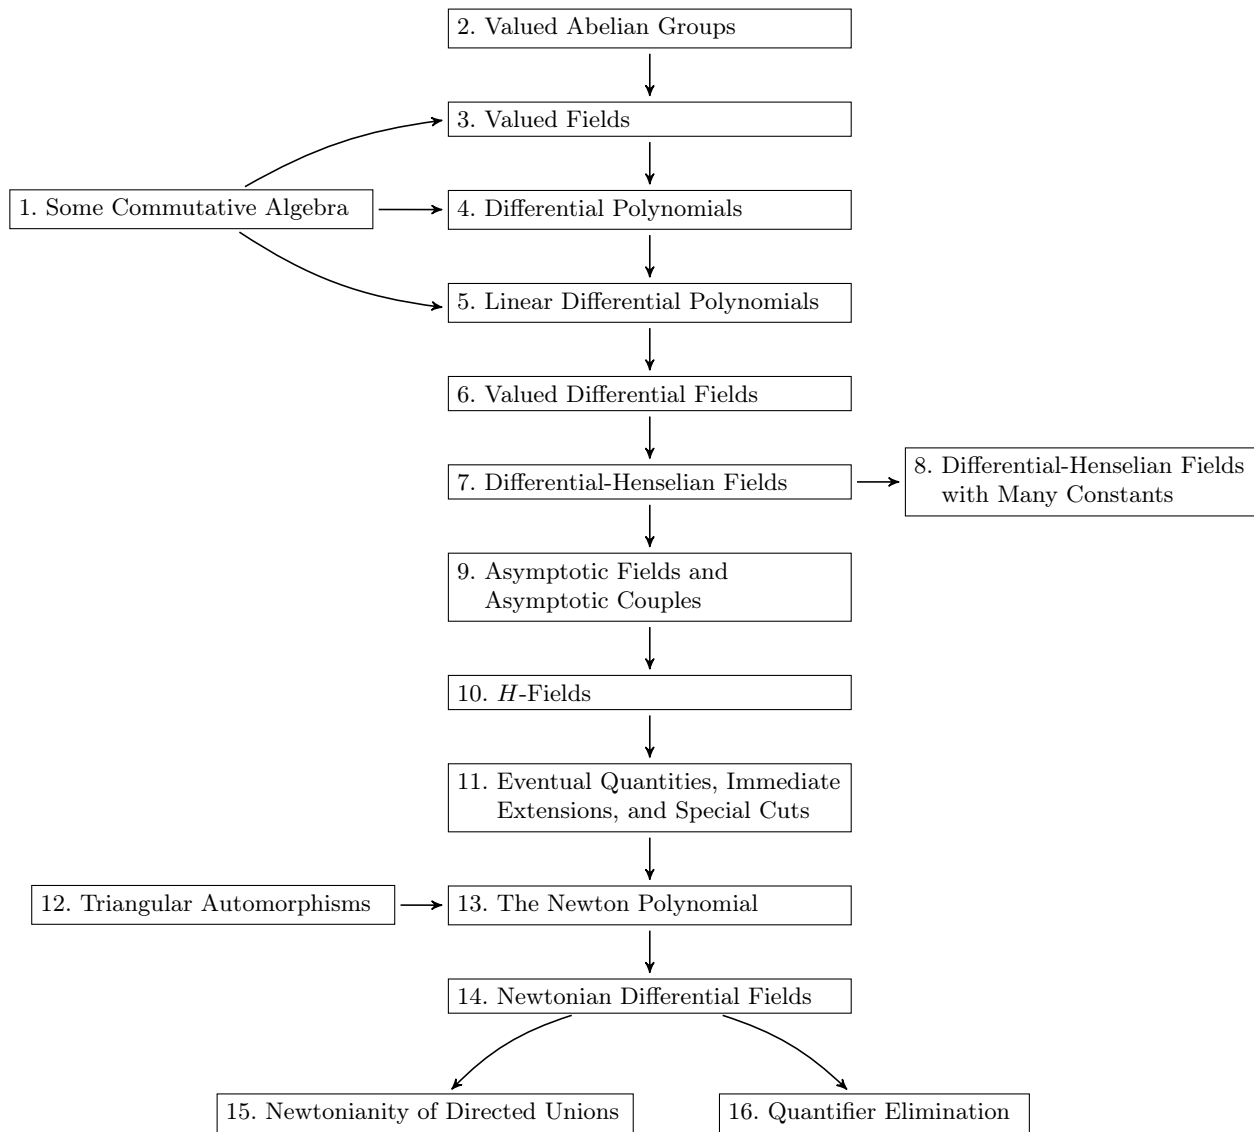 2. Valued Abelian Groups
3. Valued Fields
1. Some Commutative Algebra
4. Differential Polynomials
5. Linear Differential Polynomials
6. Valued Differential Fields
7. Differential-Henselian Fields
8. Differential-Henselian Fields
with Many Constants
9. Asymptotic Fields and
Asymptotic Couples
10. H-Fields
11. Eventual Quantities, Immediate
Extensions, and Special Cuts
12. Triangular Automorphisms
13. The Newton Polynomial
14. Newtonian Differential Fields
15. Newtonianity of Directed Unions
16. Quantifier Elimination